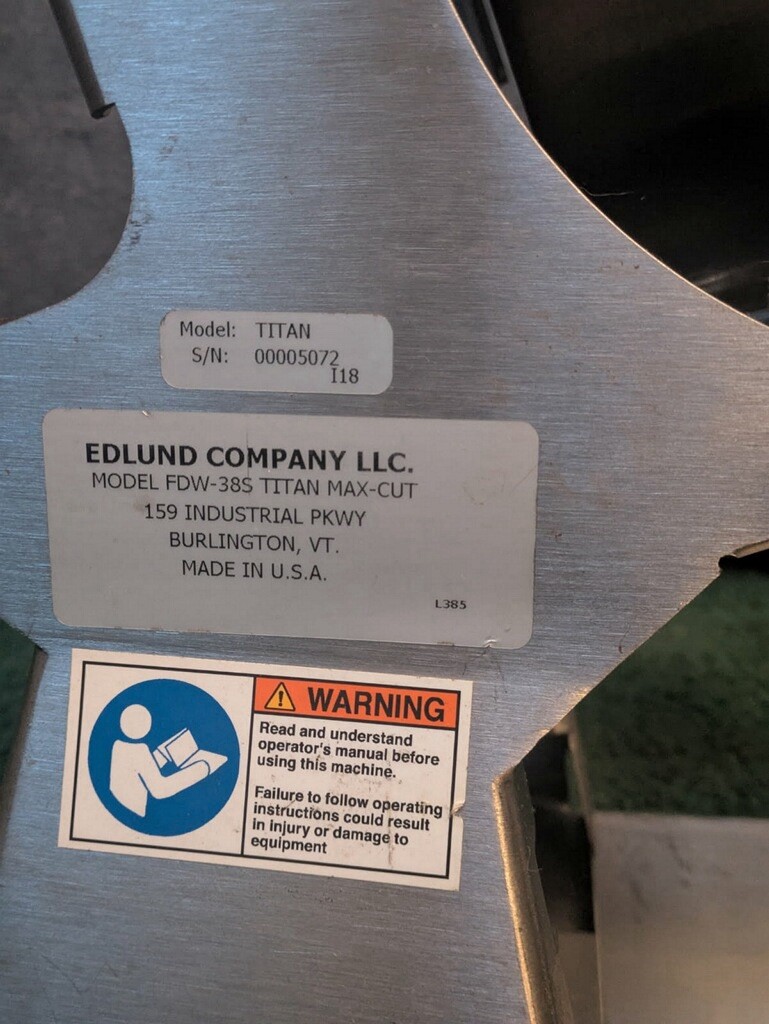 Model: TITAN
S/N: 00005072
I18
EDLUND COMPANY LLC.
MODEL FDW-38S TITAN MAX-CUT
159 INDUSTRIAL PKWY
BURLINGTON, VT.
MADE IN U.S.A.
L385
WARNING
Read and understand
operator's manual before
using this machine.
Failure to follow operating
instructions could result
in injury or damage to
equipment